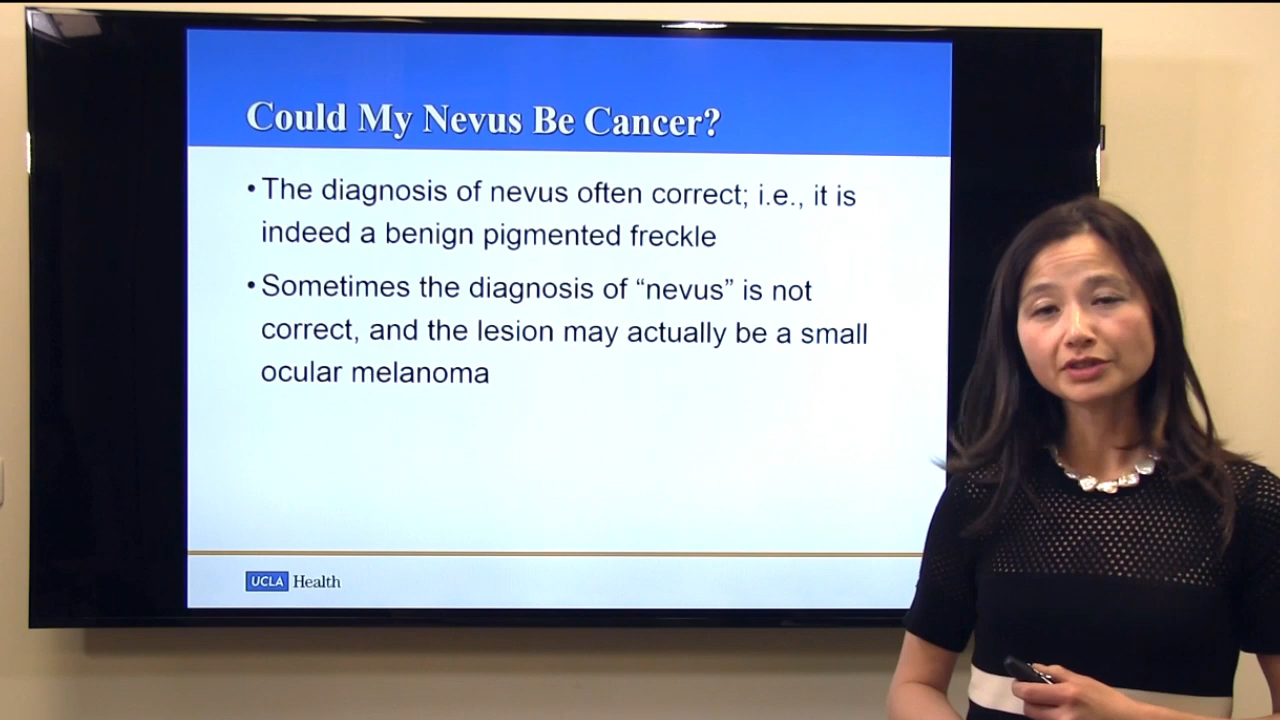 Could My Nevus Be Cancer?
• The diagnosis of nevus often correct; i.e., it is
indeed a benign pigmented freckle
• Sometimes the diagnosis of “nevus” is not
correct, and the lesion may actually be a small
ocular melanoma
UCLA Health